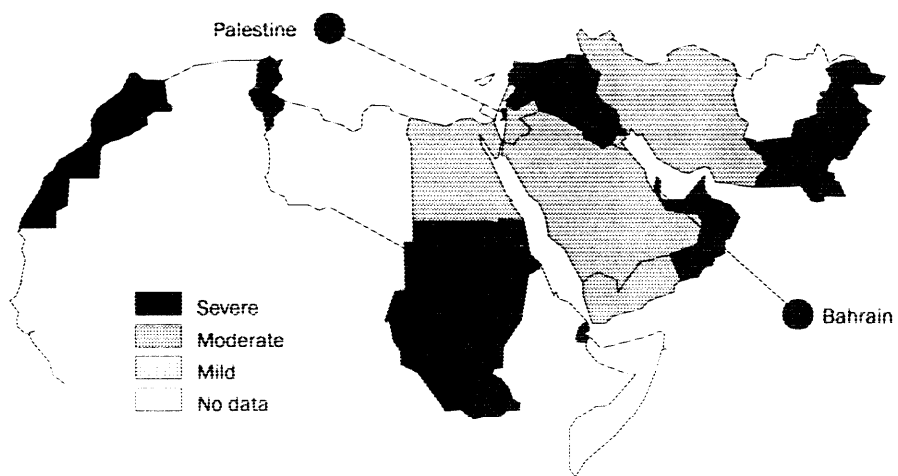 Palestine
Severe
Moderate
Mild
No data
Bahrain